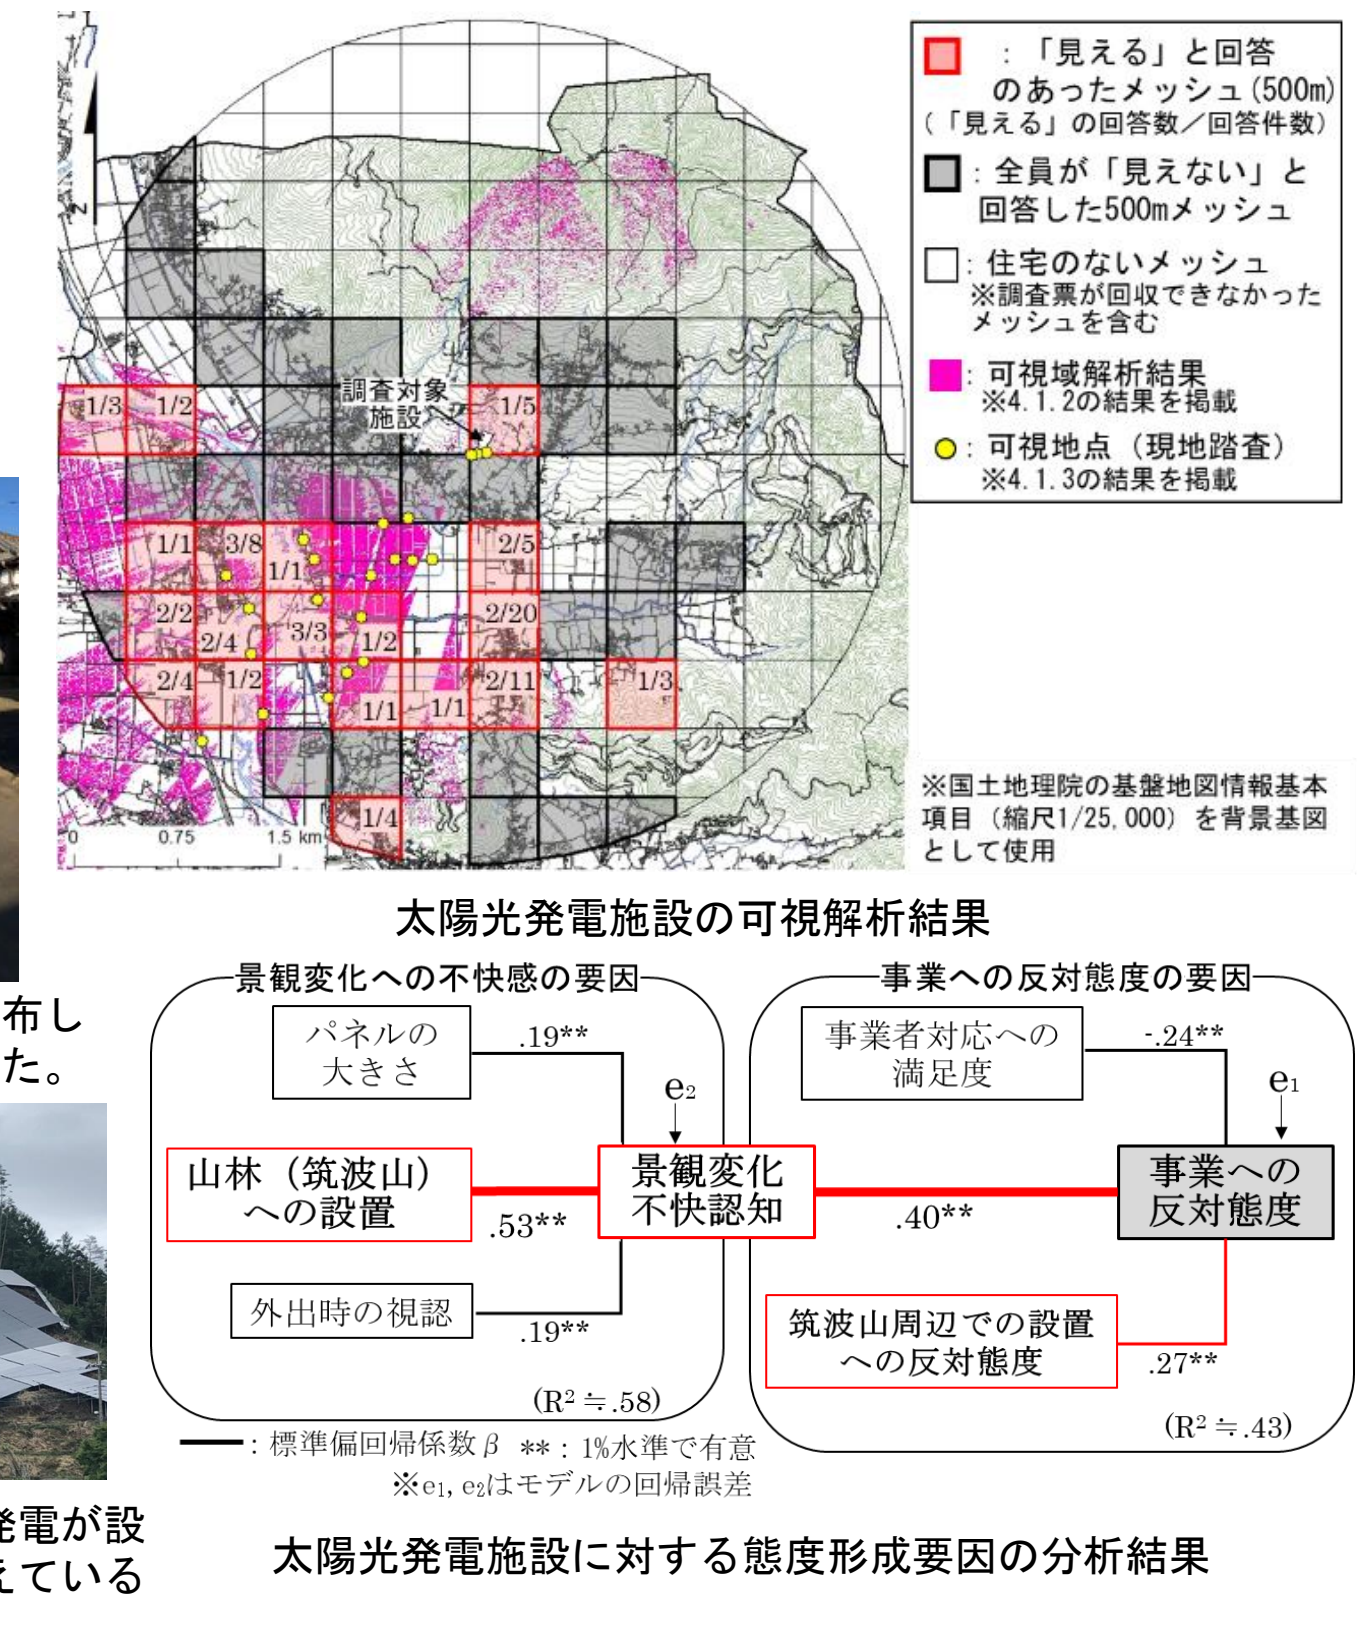 ：「見える」と回答
のあったメッシュ(500m)
(「見える」の回答数／回答件数)
：全員が「見えない」と
回答した500mメッシュ
：住宅のないメッシュ
※調査票が回収できなかった
メッシュを含む
：可視域解析結果
※4.1.2の結果を掲載
：可視地点（現地踏査）
※4.1.3の結果を掲載
N
調査対象
施設
1/3 1/2 1/5
1/1 3/8 1/1 2/5
2/2 2/4 3/3 1/2 2/20
2/4 1/2 1/1 1/1 2/11 1/3
1/4
0 0.75 1.5 km
※国土地理院の基盤地図情報基本
項目（縮尺1/25,000）を背景基図
として使用
太陽光発電施設の可視解析結果
布し
た。
景観変化への不快感の要因
パネルの
大きさ
.19**
e2
山林（筑波山）
への設置
.53**
景観変化
不快認知
外出時の視認
.19**
(R² ≒ .58)
事業への反対態度の要因
事業者対応への
満足度
-.24**
e1
.40**
事業への
反対態度
筑波山周辺での設置
への反対態度
.27**
(R² ≒ .43)
：標準偏回帰係数β ** : 1%水準で有意
※e1, e2はモデルの回帰誤差
発電が設
えている
太陽光発電施設に対する態度形成要因の分析結果